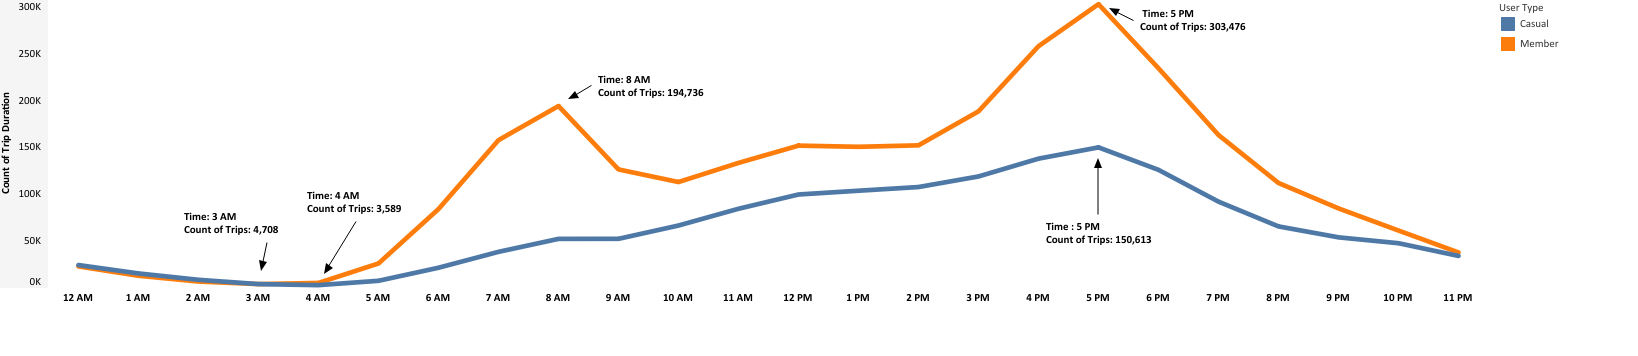 300K
250K
200K
150K
100K
50K
0K
Count of Trip Duration
Time: 3 AM
Count of Trips: 4,708
Time: 4 AM
Count of Trips: 3,589
Time: 8 AM
Count of Trips: 194,736
Time: 5 PM
Count of Trips: 303,476
Time : 5 PM
Count of Trips: 150,613
12 AM 1 AM 2 AM 3 AM 4 AM 5 AM 6 AM 7 AM 8 AM 9 AM 10 AM 11 AM 12 PM 1 PM 2 PM 3 PM 4 PM 5 PM 6 PM 7 PM 8 PM 9 PM 10 PM 11 PM
User Type
Casual
Member